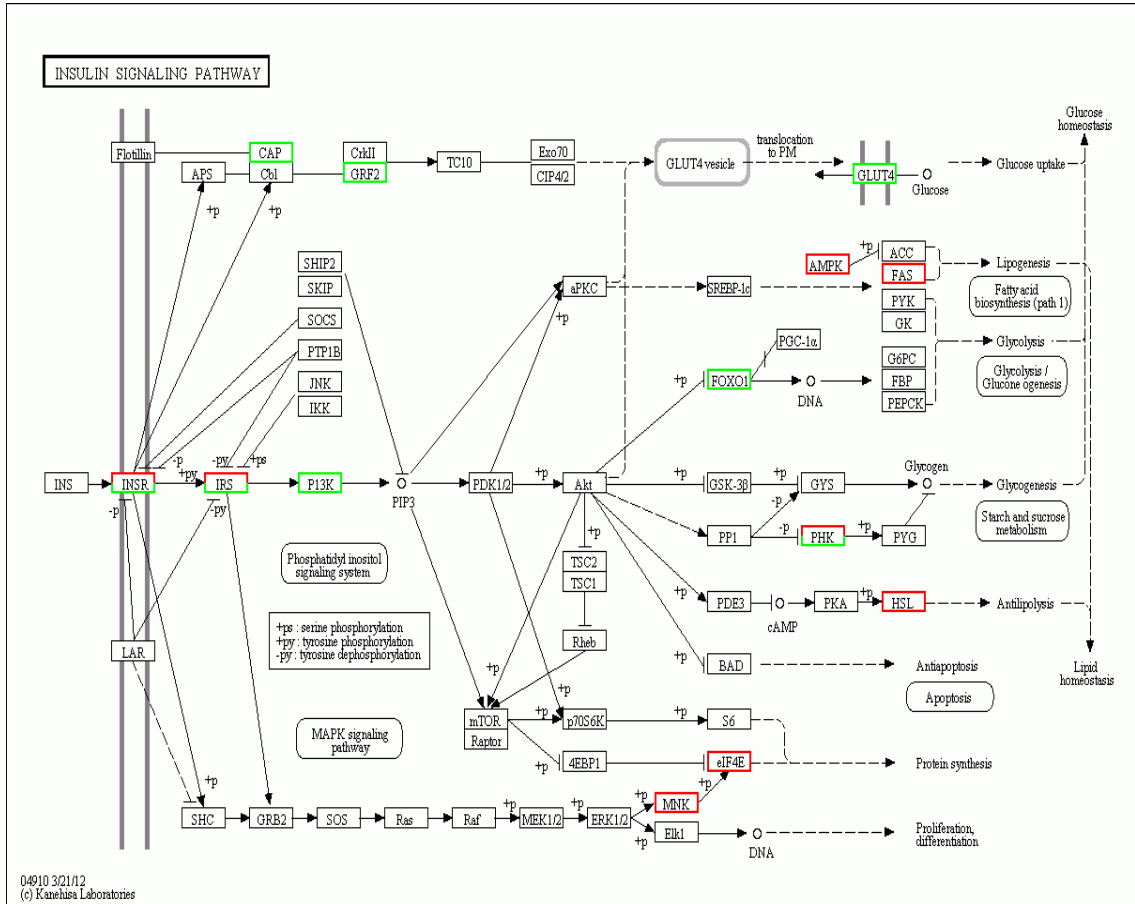 INSULIN SIGNALING PATHWAY
Glucose
homeostasis
Flotillin
CAP
Cbl
APS
CrkII
GRF2
TC10
Exo70
CIP4/2
GLUT4 vesicle
translocation
to PM
GLUT4
Glucose
Glucose uptake
+p
+p
SHIP2
SKIP
SOCS
PTP1B
JNK
IKK
aPKC
+p
SREBP-1c
AMPK
+p
ACC
FAS
Lipogenesis
Fatty acid
biosynthesis (path 1)
PYK
GK
PGC-1α
Glycolysis
G6PC
FBP
PEPCK
Glycolysis /
Glucone ogenesis
+p
FOXO1
DNA
INS
INSR
-p
+py
-p
IRS
-py
+ps
-py
P13K
PIP3
PDK1/2
+p
Akt
+p
GSK-3β
+p
GYS
Glycogen
Glycogenesis
Starch and sucrose
metabolism
-p
PP1
-p
PHK
+p
PYG
Phosphatidyl inositol
signaling system
+p
TSC2
TSC1
+p
PDE3
cAMP
PKA
+p
HSL
Antilipolysis
+ps : serine phosphorylation
+py : tyrosine phosphorylation
-py : tyrosine dephosphorylation
LAR
Rheb
+p
BAD
Antiapoptosis
Apoptosis
Lipid
homeostasis
+p
+p
MAPK signaling
pathway
mTOR
Raptor
+p
p70S6K
+p
S6
+p
4EBP1
eIF4E
Protein synthesis
+p
SHC
GRB2
SOS
Ras
Raf
+p
MEK1/2
+p
ERK1/2
+p
MNK
+p
+p
Elk1
DNA
Proliferation,
differentiation
04910 3/21/12
(c) Kanehisa Laboratories